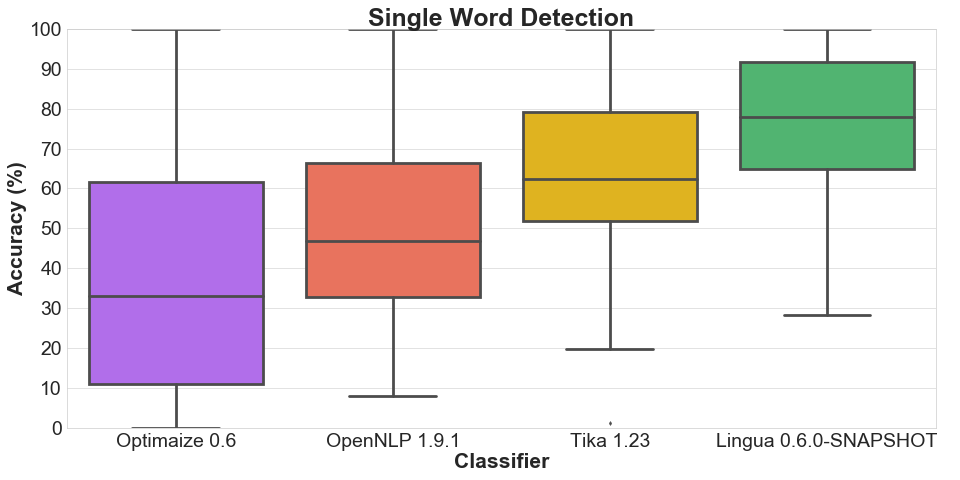 Single Word Detection
Accuracy (%)
100
90
80
70
60
50
40
30
20
10
0
Optimaize 0.6
OpenNLP 1.9.1
Tika 1.23
Lingua 0.6.0-SNAPSHOT
Classifier